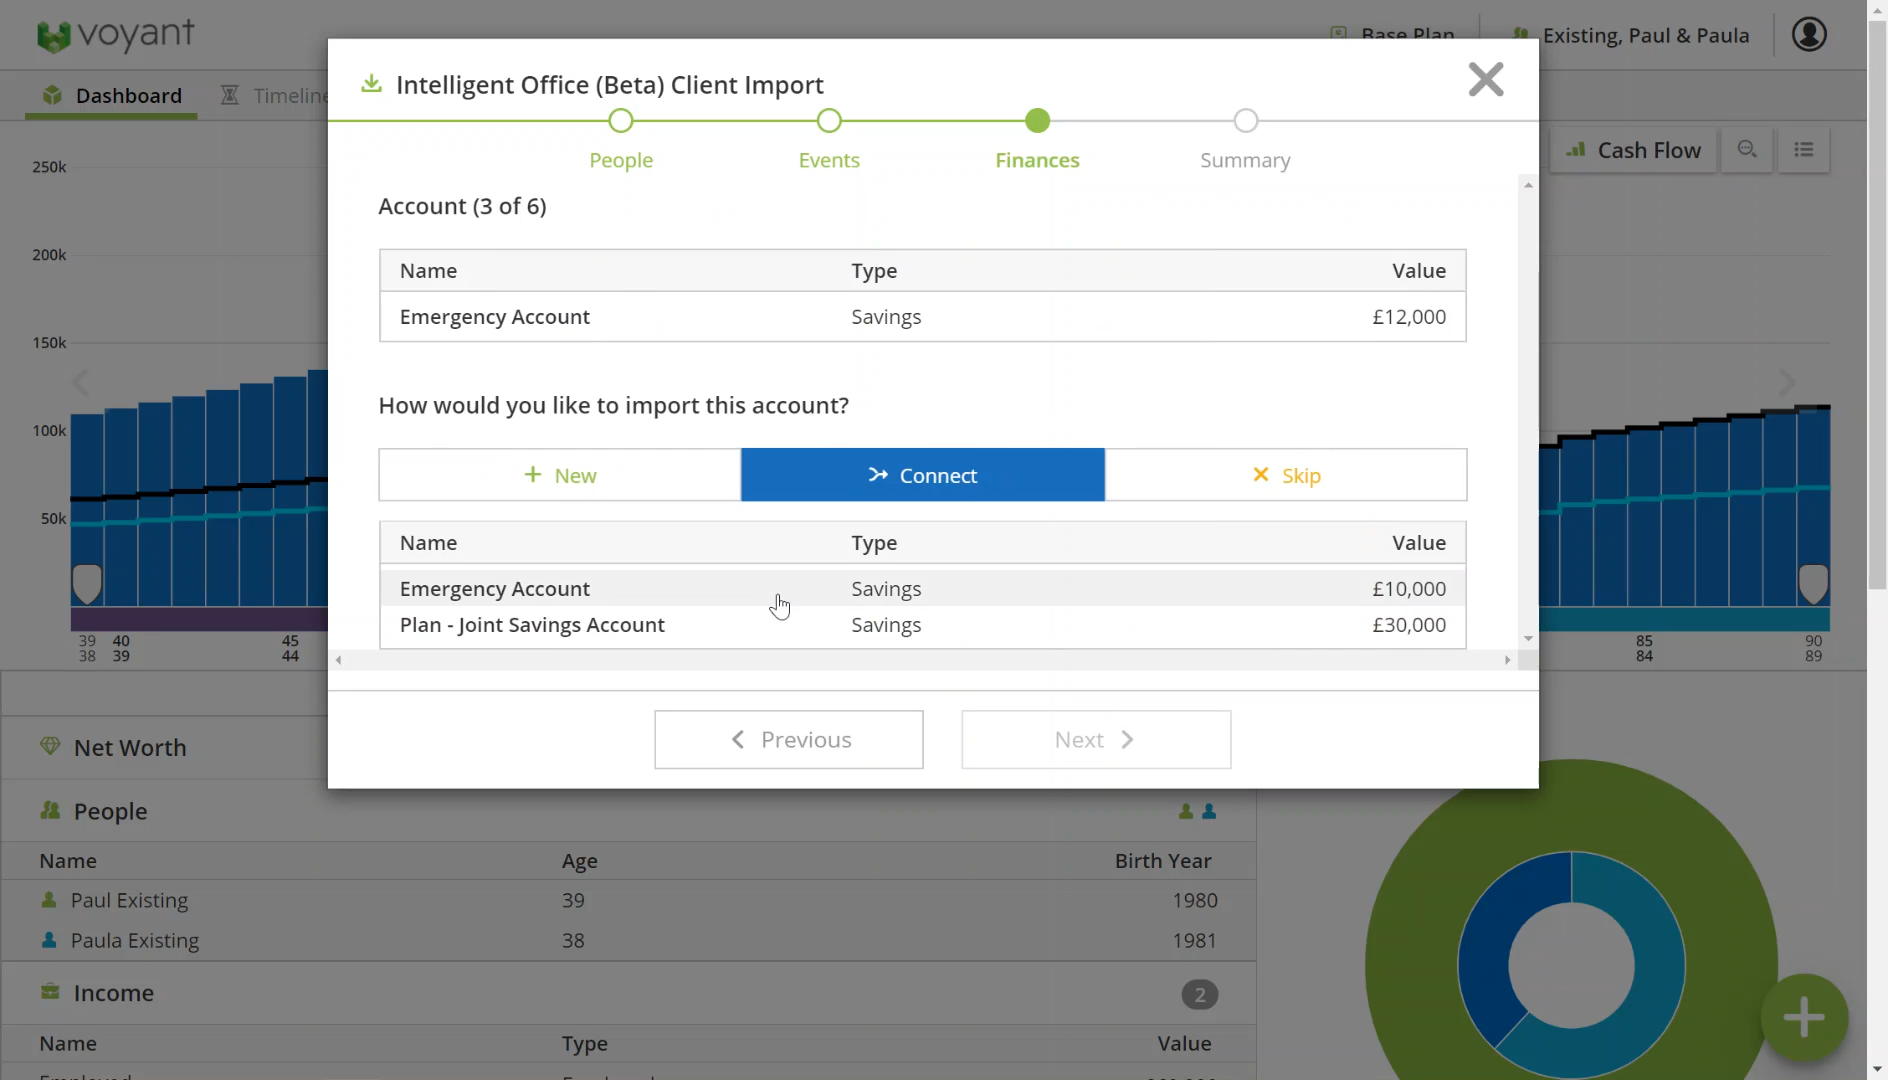 voyant
Base Plan
Existing, Paul & Paula
Dashboard
Timeline
Intelligent Office (Beta) Client Import
People
Events
Finances
Summary
Cash Flow
250k
200k
150k
100k
50k
Account (3 of 6)
Name Type Value
Emergency Account Savings £12,000
How would you like to import this account?
+ New
Connect
Skip
Name Type Value
Emergency Account Savings £10,000
Plan - Joint Savings Account Savings £30,000
39 40 45 85 90
38 39 44 84 89
Previous
Next
Net Worth
People
Name Age Birth Year
Paul Existing 39 1980
Paula Existing 38 1981
Income 2
Name Type Value